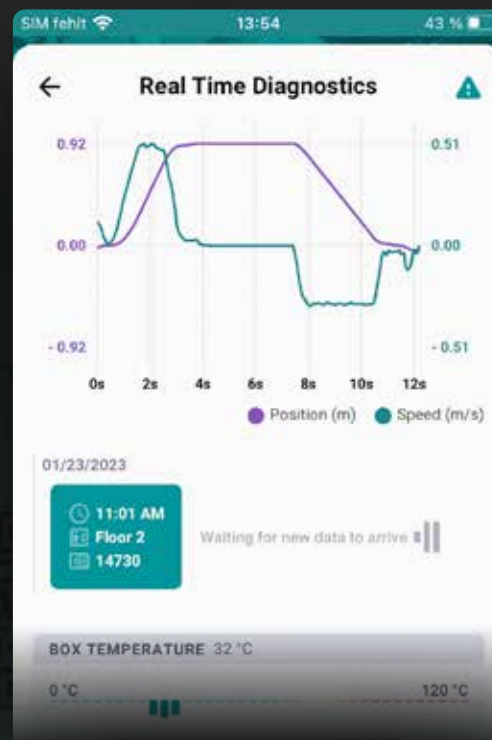 SIM fehlt 13:54 43 %
Real Time Diagnostics
0.92 0.51
0.00 0.00
- 0.92 - 0.51
0s 2s 4s 6s 8s 10s 12s
Position (m) Speed (m/s)
01/23/2023
11:01 AM
Floor 2
14730
Waiting for new data to arrive
BOX TEMPERATURE 32 °C
0 °C 120 °C